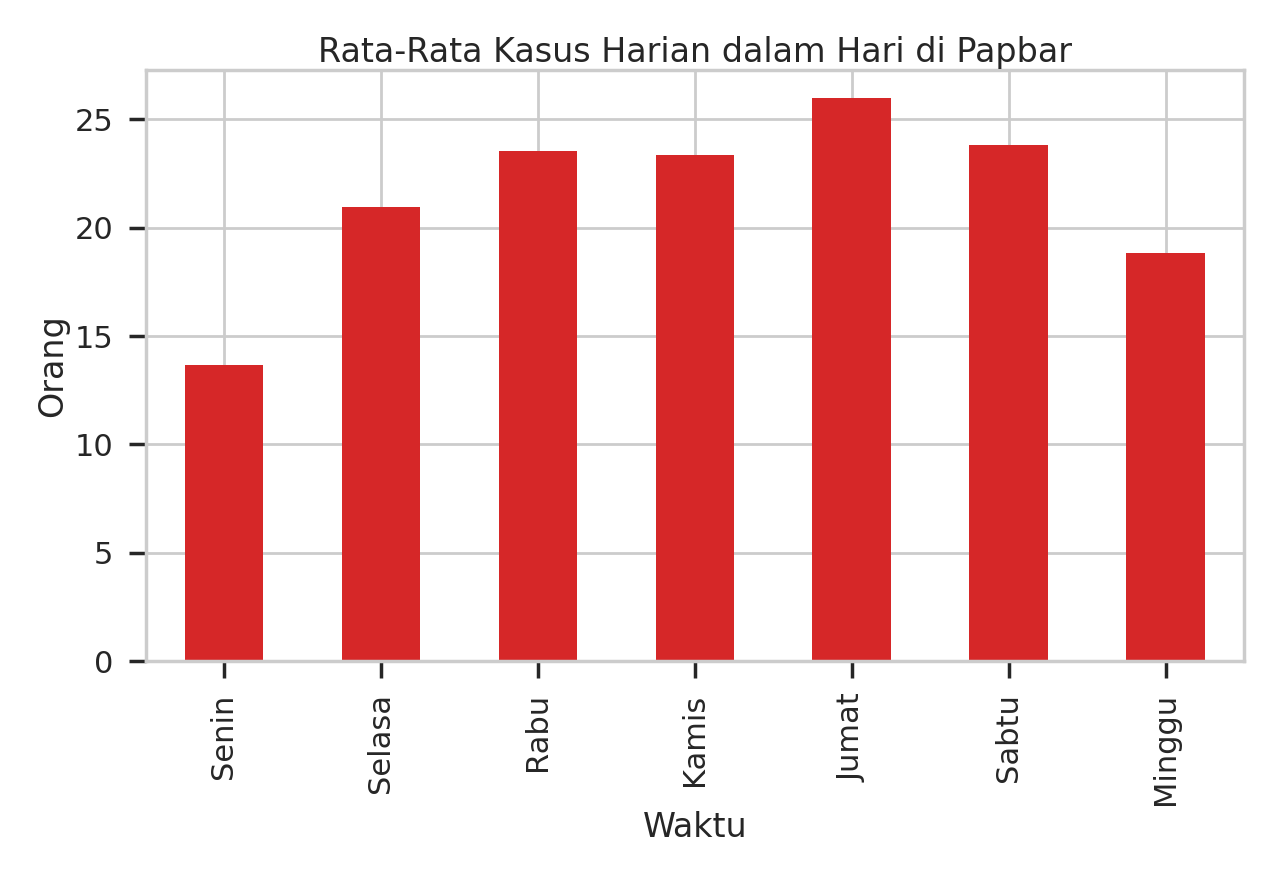 Rata-Rata Kasus Harian dalam Hari di Papbar
25
20
15
10
5
0
Orang
Senin
Selasa
Rabu
Kamis
Jumat
Sabtu
Minggu
Waktu